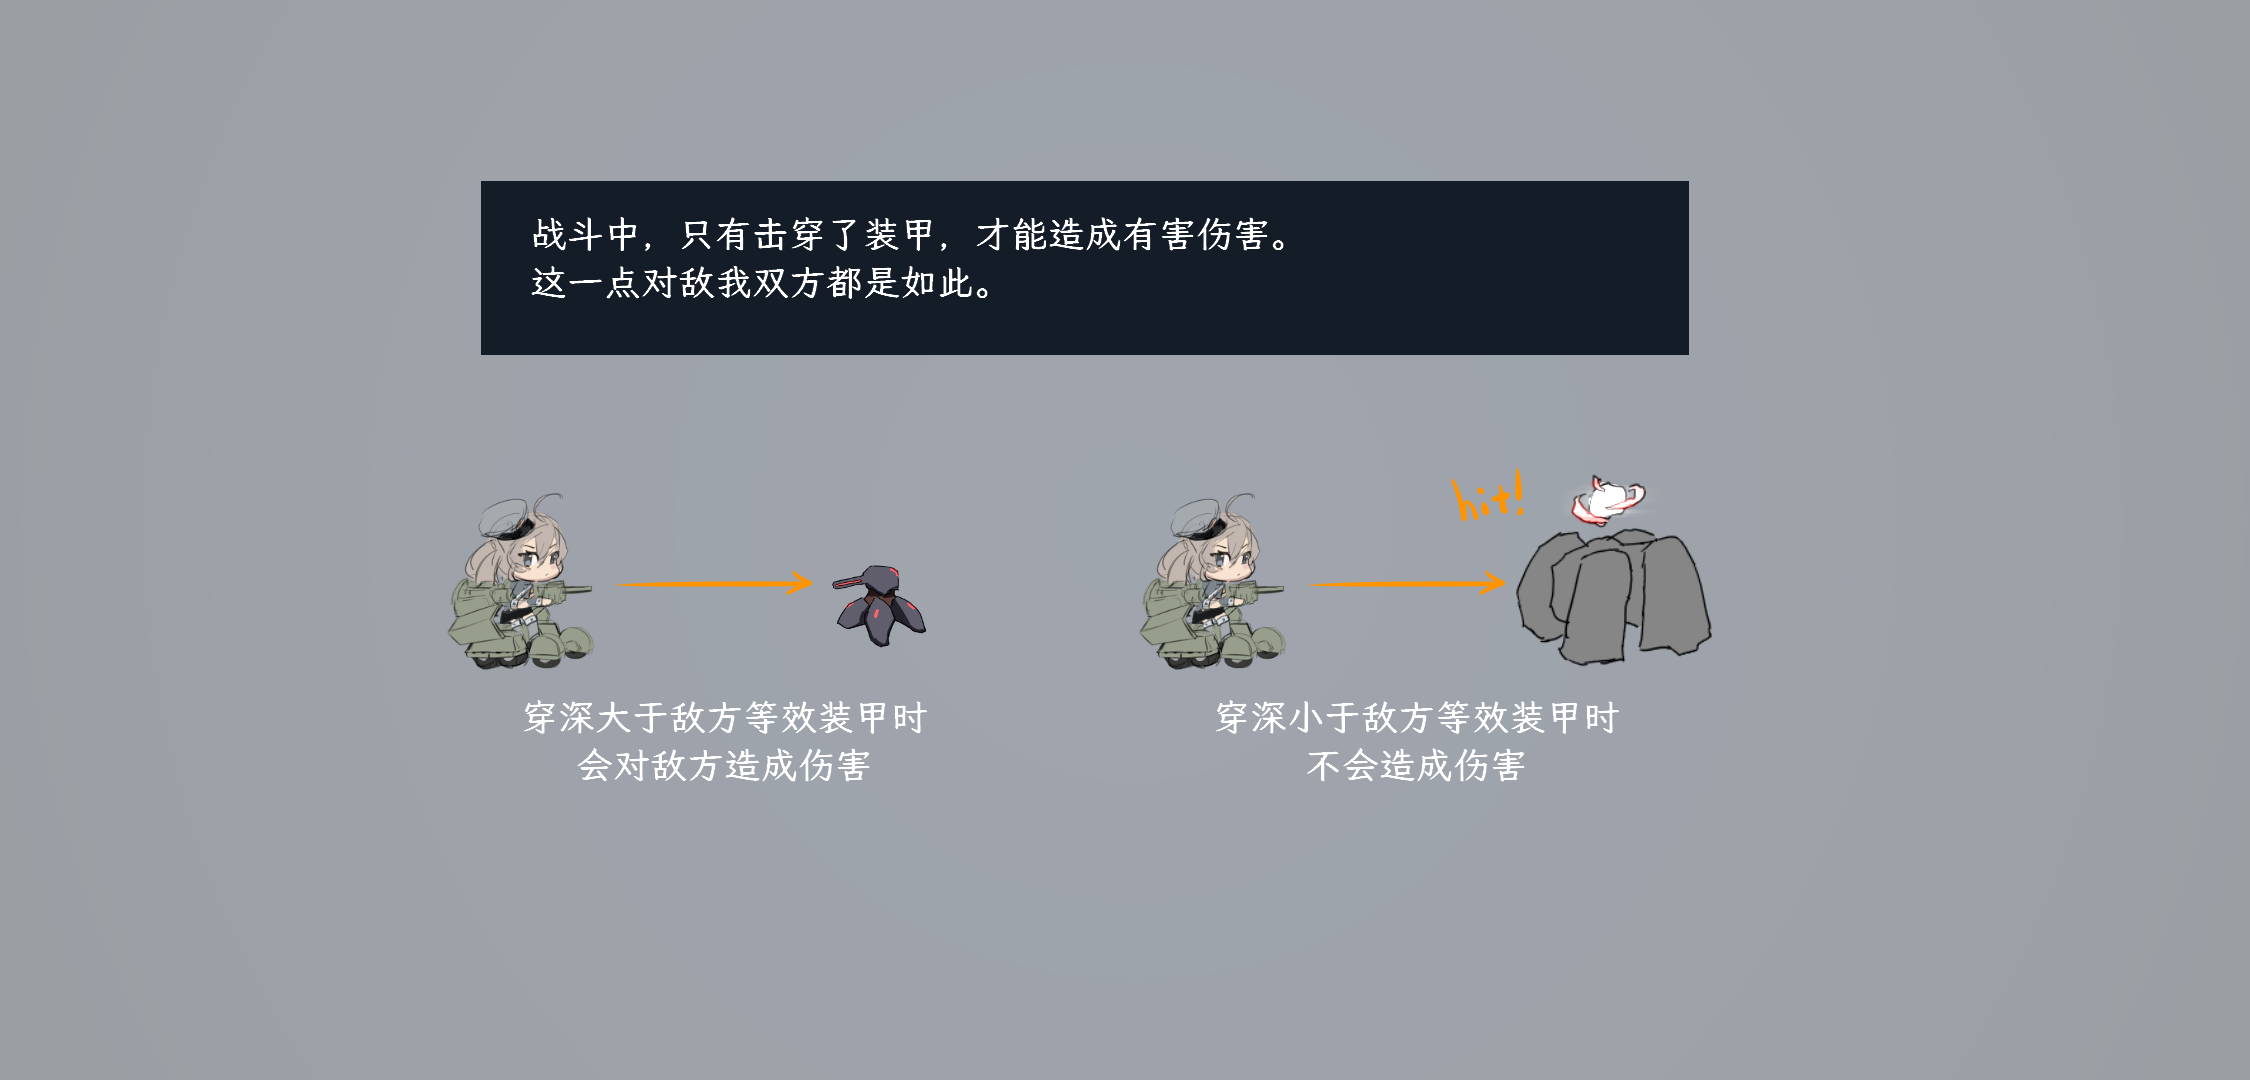 战斗中，只有击穿了装甲，才能造成有害伤害。
这一点对敌我双方都是如此。
hit!
穿深大于敌方等效装甲时
会对敌方造成伤害
穿深小于敌方等效装甲时
不会造成伤害